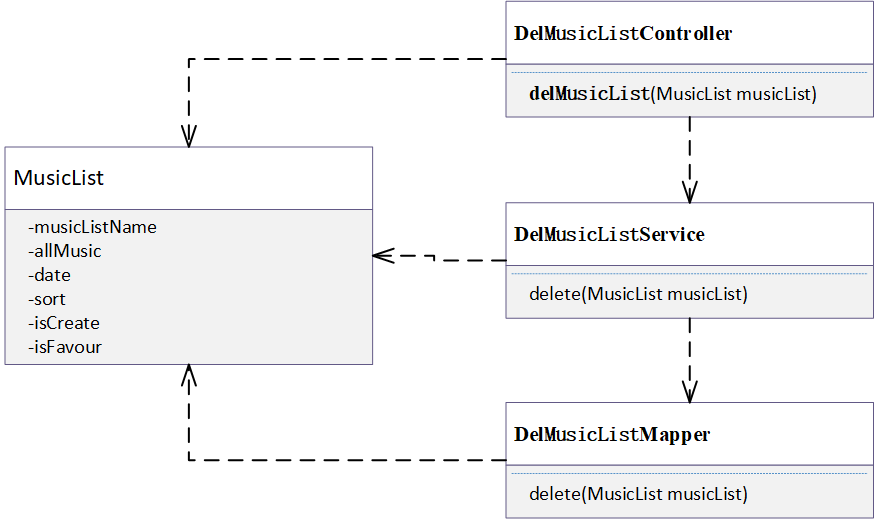 DelMusicListController
delMusicList(MusicList musicList)
MusicList
-musicListName
-allMusic
-date
-sort
-isCreate
-isFavour
DelMusicListService
delete(MusicList musicList)
DelMusicListMapper
delete(MusicList musicList)